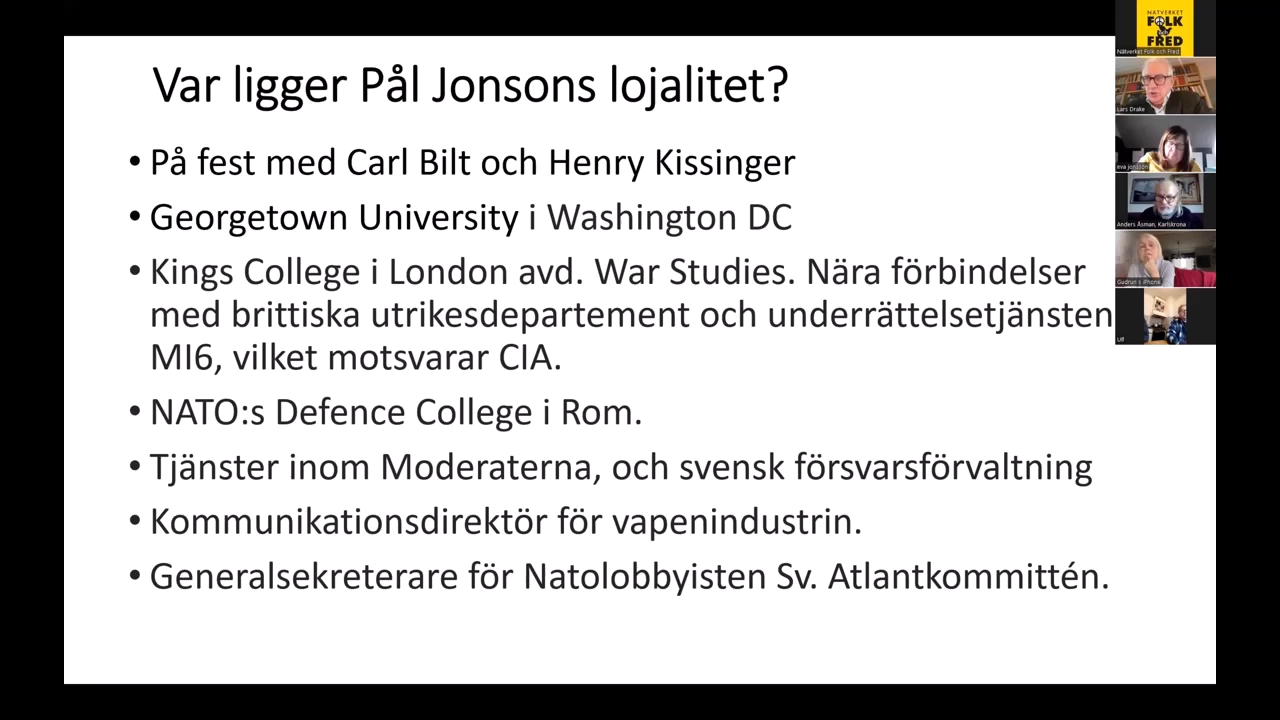 Var ligger Pål Jonsons lojalitet?
• På fest med Carl Bilt och Henry Kissinger
• Georgetown University i Washington DC
• Kings College i London avd. War Studies. Nära förbindelser
med brittiska utrikesdepartement och underrättelsetjänsten
MI6, vilket motsvarar CIA.
• NATO:s Defence College i Rom.
• Tjänster inom Moderaterna, och svensk försvarsförvaltning
• Kommunikationsdirektör för vapenindustrin.
• Generalsekreterare för Natolobbyisten Sv. Atlantkommittén.
NÄTVERKET
FOLK
och
FRED
Nätverket Folk och Fred
Lars Drake
eva jonsson
Anders Åsman, Karlskrona
Gudrun s iPhone
Ulf